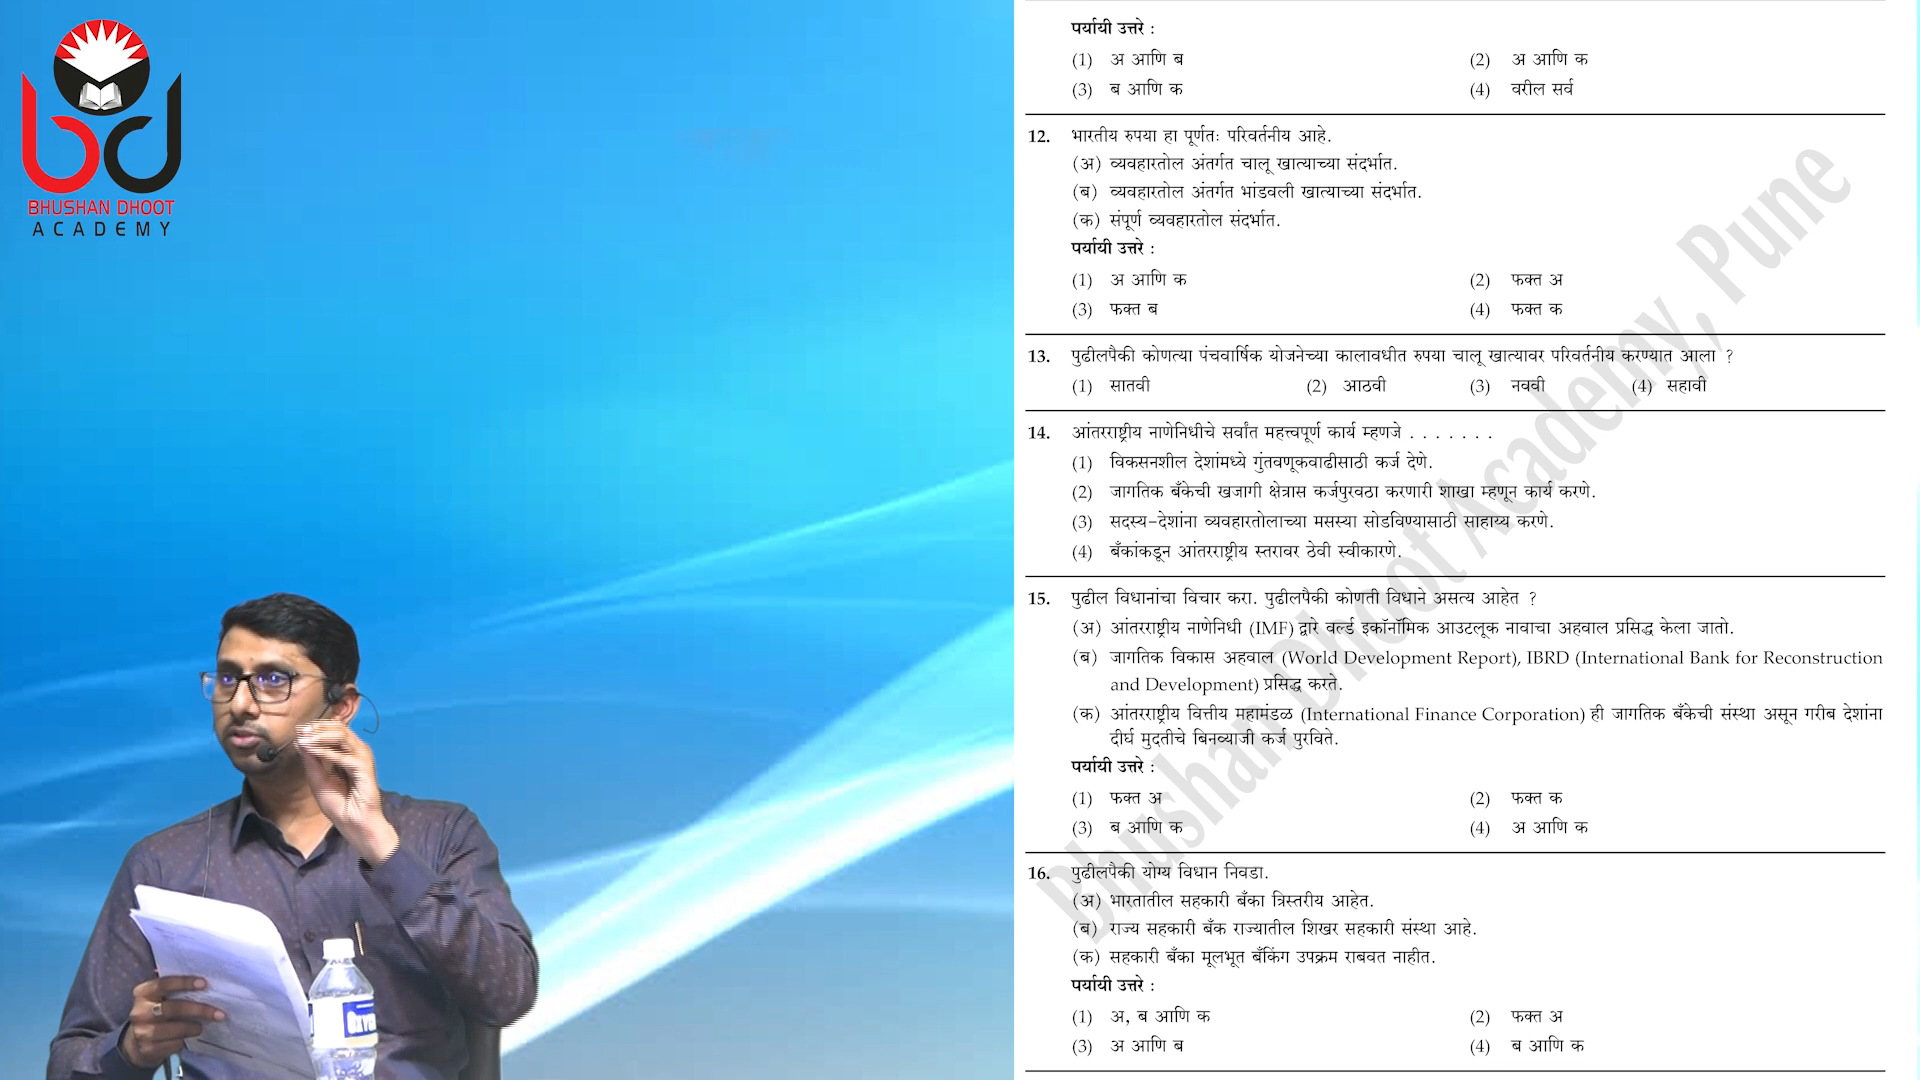 BHUSHAN DHOOT
ACADEMY
पर्यायी उत्तरे :
(1) अ आणि ब (2) अ आणि क
(3) ब आणि क (4) वरील सर्व
12. भारतीय रुपया हा पूर्णतः परिवर्तनीय आहे.
(अ) व्यवहारतोल अंतर्गत चालू खात्याच्या संदर्भात.
(ब) व्यवहारतोल अंतर्गत भांडवली खात्याच्या संदर्भात.
(क) संपूर्ण व्यवहारतोल संदर्भात.
पर्यायी उत्तरे :
(1) अ आणि क (2) फक्त अ
(3) फक्त ब (4) फक्त क
13. पुढीलपैकी कोणत्या पंचवार्षिक योजनेच्या कालावधीत रुपया चालू खात्यावर परिवर्तनीय करण्यात आला ?
(1) सातवी (2) आठवी (3) नववी (4) सहावी
14. आंतरराष्ट्रीय नाणेनिधीचे सर्वांत महत्त्वपूर्ण कार्य म्हणजे . . . . . . .
(1) विकसनशील देशांमध्ये गुंतवणूकवाढीसाठी कर्ज देणे.
(2) जागतिक बँकेची खजागी क्षेत्रास कर्जपुरवठा करणारी शाखा म्हणून कार्य करणे.
(3) सदस्य-देशांना व्यवहारतोलाच्या मसस्या सोडविण्यासाठी साहाय्य करणे.
(4) बँकांकडून आंतरराष्ट्रीय स्तरावर ठेवी स्वीकारणे.
15. पुढील विधानांचा विचार करा. पुढीलपैकी कोणती विधाने असत्य आहेत ?
(अ) आंतरराष्ट्रीय नाणेनिधी (IMF) द्वारे वर्ल्ड इकॉनॉमिक आउटलूक नावाचा अहवाल प्रसिद्ध केला जातो.
(ब) जागतिक विकास अहवाल (World Development Report), IBRD (International Bank for Reconstruction
and Development) प्रसिद्ध करते.
(क) आंतरराष्ट्रीय वित्तीय महामंडळ (International Finance Corporation) ही जागतिक बँकेची संस्था असून गरीब देशांना
दीर्घ मुदतीचे बिनव्याजी कर्ज पुरविते.
पर्यायी उत्तरे :
(1) फक्त अ (2) फक्त क
(3) ब आणि क (4) अ आणि क
16. पुढीलपैकी योग्य विधान निवडा.
(अ) भारतातील सहकारी बँका त्रिस्तरीय आहेत.
(ब) राज्य सहकारी बँक राज्यातील शिखर सहकारी संस्था आहे.
(क) सहकारी बँका मूलभूत बँकिंग उपक्रम राबवत नाहीत.
पर्यायी उत्तरे :
(1) अ, ब आणि क (2) फक्त अ
(3) अ आणि ब (4) ब आणि क
Bhushan Dhoot Academy, Pune